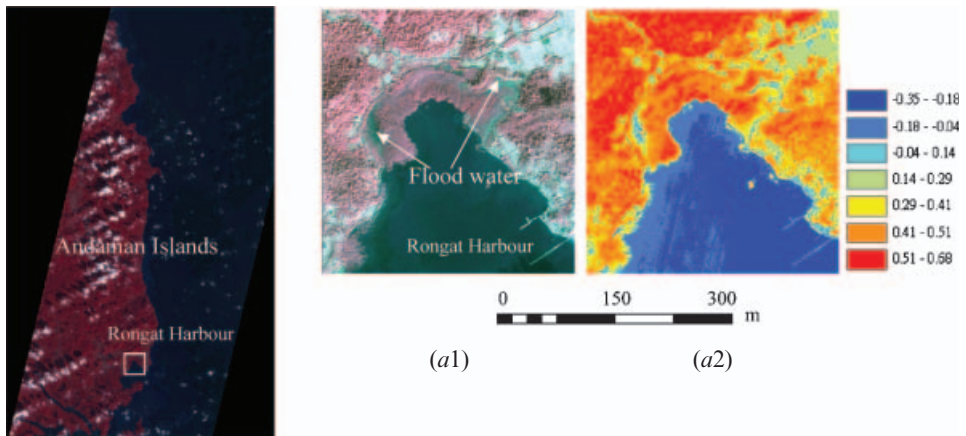 Andaman Islands
Rongat Harbour
Flood water
Rongat Harbour
-0.35 - -0.18
-0.18 - -0.04
-0.04 - 0.14
0.14 - 0.29
0.29 - 0.41
0.41 - 0.51
0.51 - 0.68
0 150 300
m
(a1) (a2)